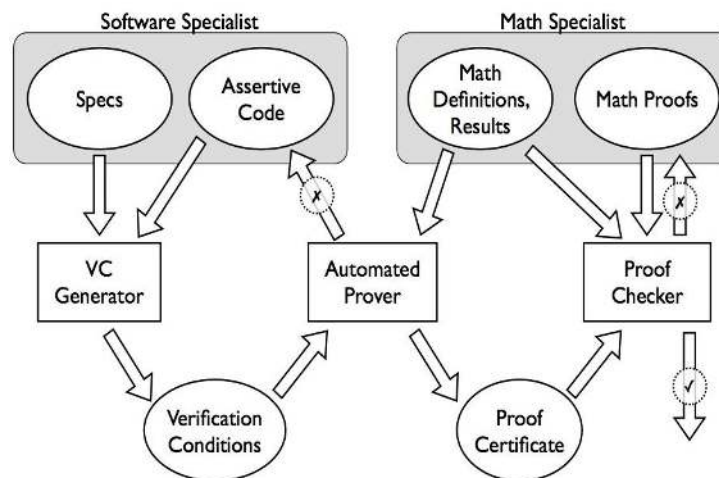 Software Specialist
Math Specialist
Specs
Assertive
Code
Math
Definitions,
Results
Math Proofs
✗
✗
VC
Generator
Automated
Prover
Proof
Checker
✓
Verification
Conditions
Proof
Certificate